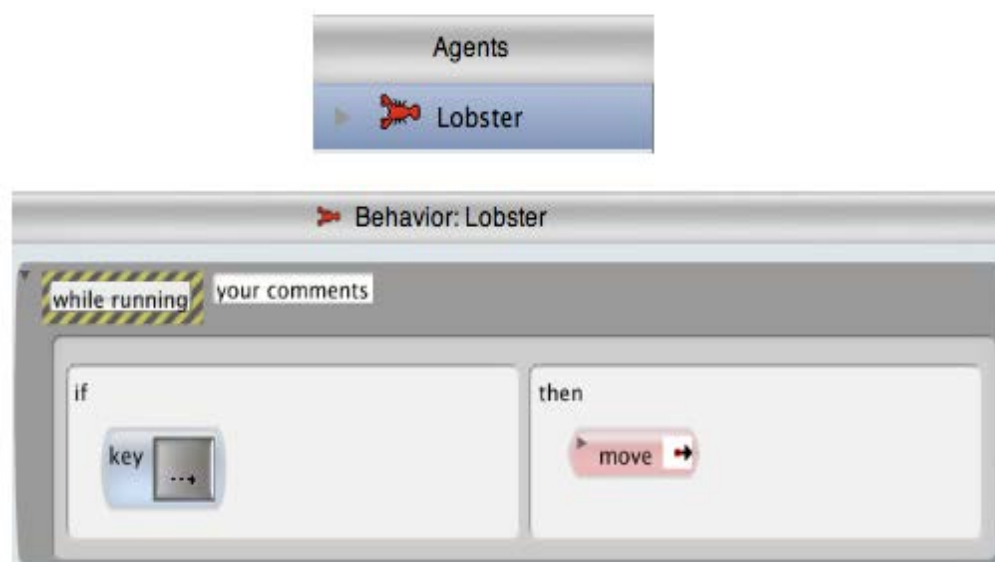 Agents
Lobster
Behavior: Lobster
while running your comments
if then
key move